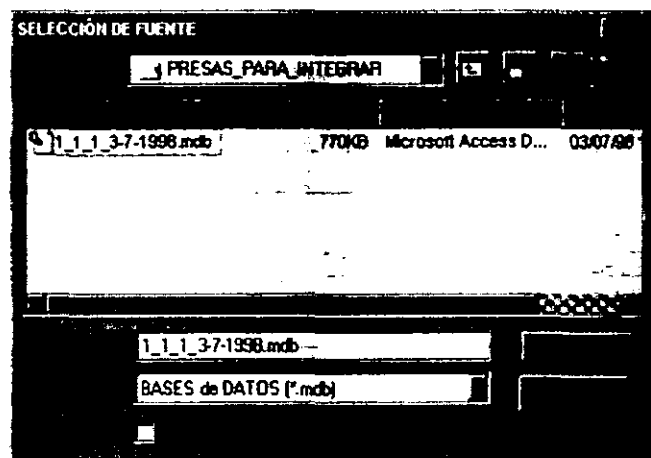 SELECCIÓN DE FUENTE
PRESAS_PARA_INTEGRAR
1_1_1_3-7-1998.mdb 770KB Microsoft Access D... 03/07/98
1_1_1_3-7-1998.mdb
BASES de DATOS (*.mdb)